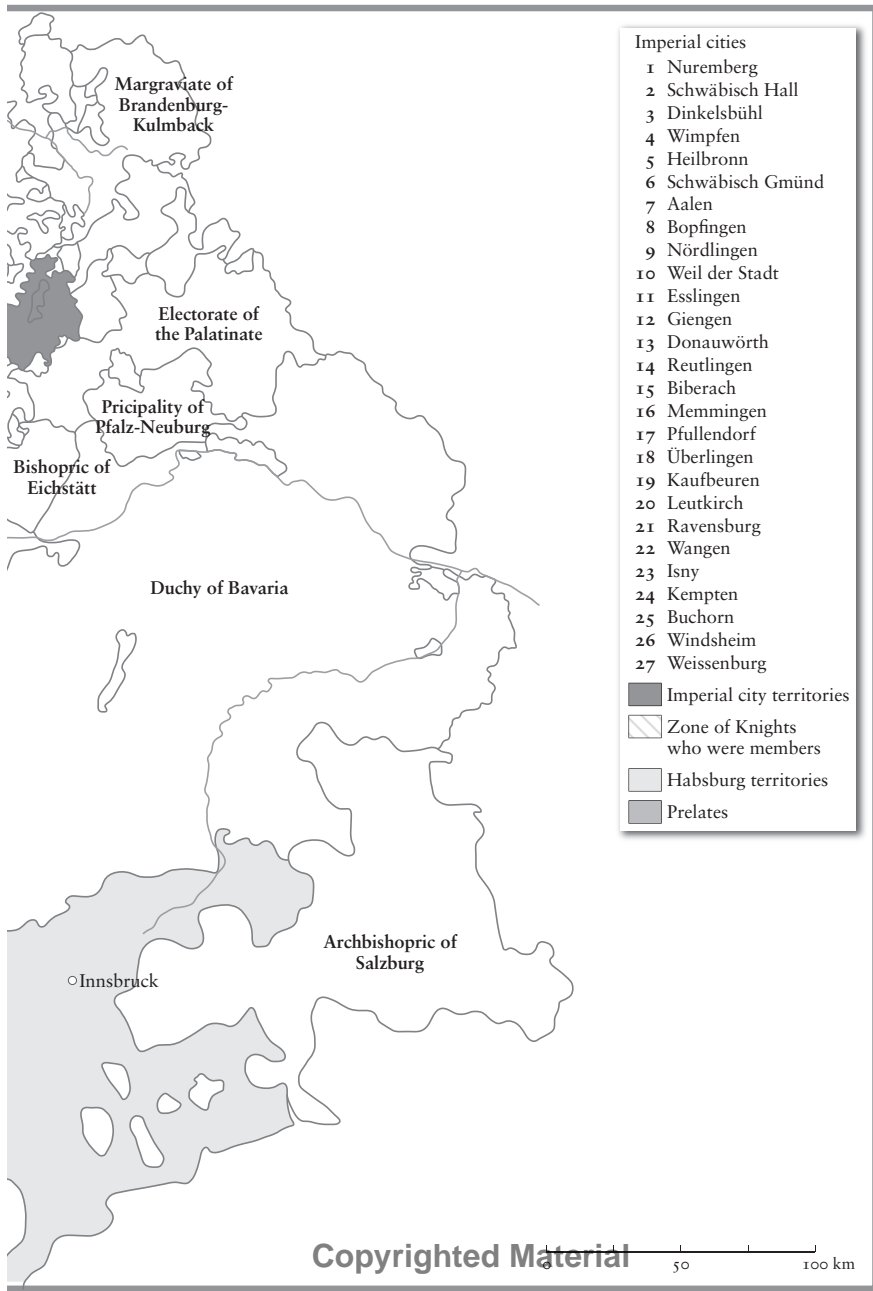 Margraviate of
Brandenburg-
Kulmback
Electorate of
the Palatinate
Pricipality of
Pfalz-Neuburg
Bishopric of
Eichstätt
Duchy of Bavaria
Archbishopric of
Salzburg
Innsbruck
Imperial cities
1 Nuremberg
2 Schwäbisch Hall
3 Dinkelsbühl
4 Wimpfen
5 Heilbronn
6 Schwäbisch Gmünd
7 Aalen
8 Bopfingen
9 Nördlingen
10 Weil der Stadt
11 Esslingen
12 Giengen
13 Donauwörth
14 Reutlingen
15 Biberach
16 Memmingen
17 Pfullendorf
18 Überlingen
19 Kaufbeuren
20 Leutkirch
21 Ravensburg
22 Wangen
23 Isny
24 Kempten
25 Buchorn
26 Windsheim
27 Weissenburg
Imperial city territories
Zone of Knights
who were members
Habsburg territories
Prelates
Copyrighted Material
0 50 100 km